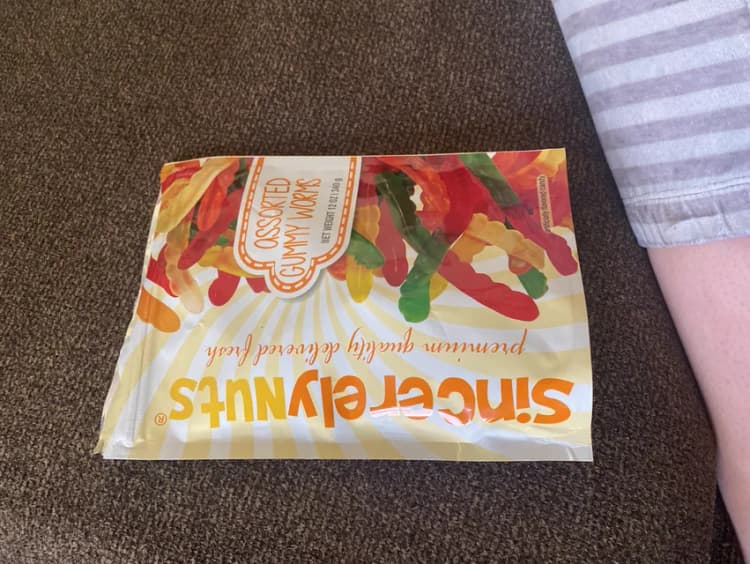 SincerelyNuts®
premium quality delivered fresh
ASSORTED
GUMMY WORMS
NET WEIGHT 12 OZ | 340 g